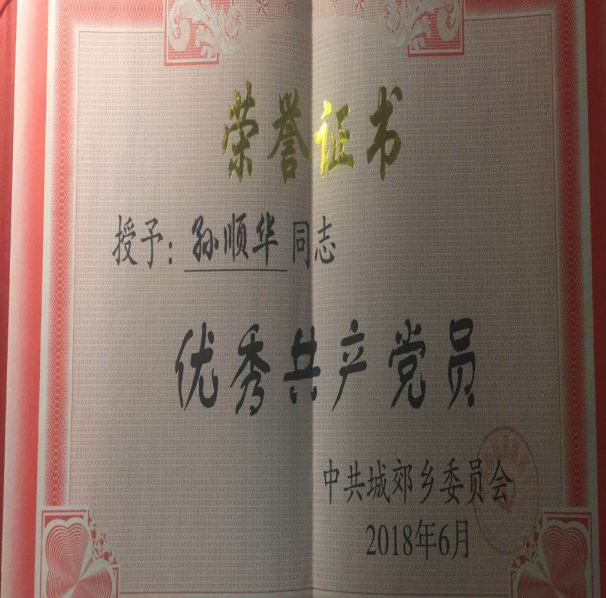 荣誉证书
授予：孙顺华同志
优秀共产党员
中共城郊乡委员会
2018年6月